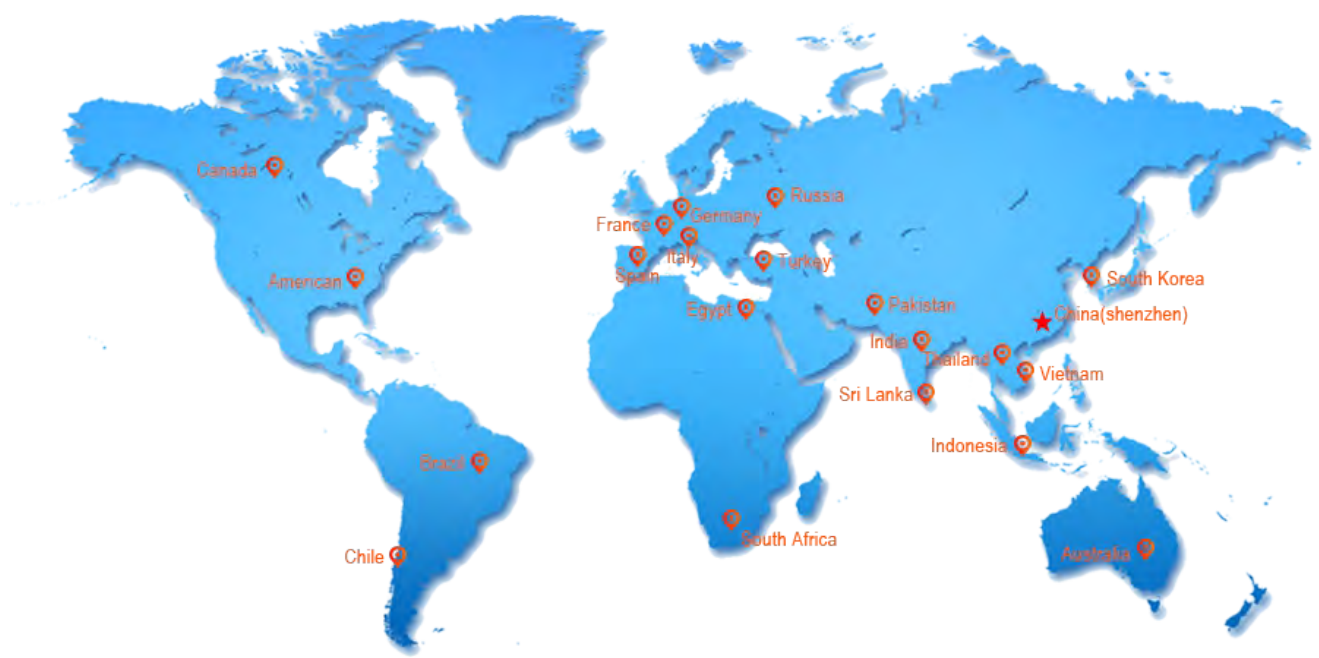 Canada
Russia
Germany
France
Italy
Spain
Turkey
American
South Korea
Egypt
Pakistan
China(shenzhen)
India
Thailand
Vietnam
Sri Lanka
Indonesia
Brazil
South Africa
Chile
Australia